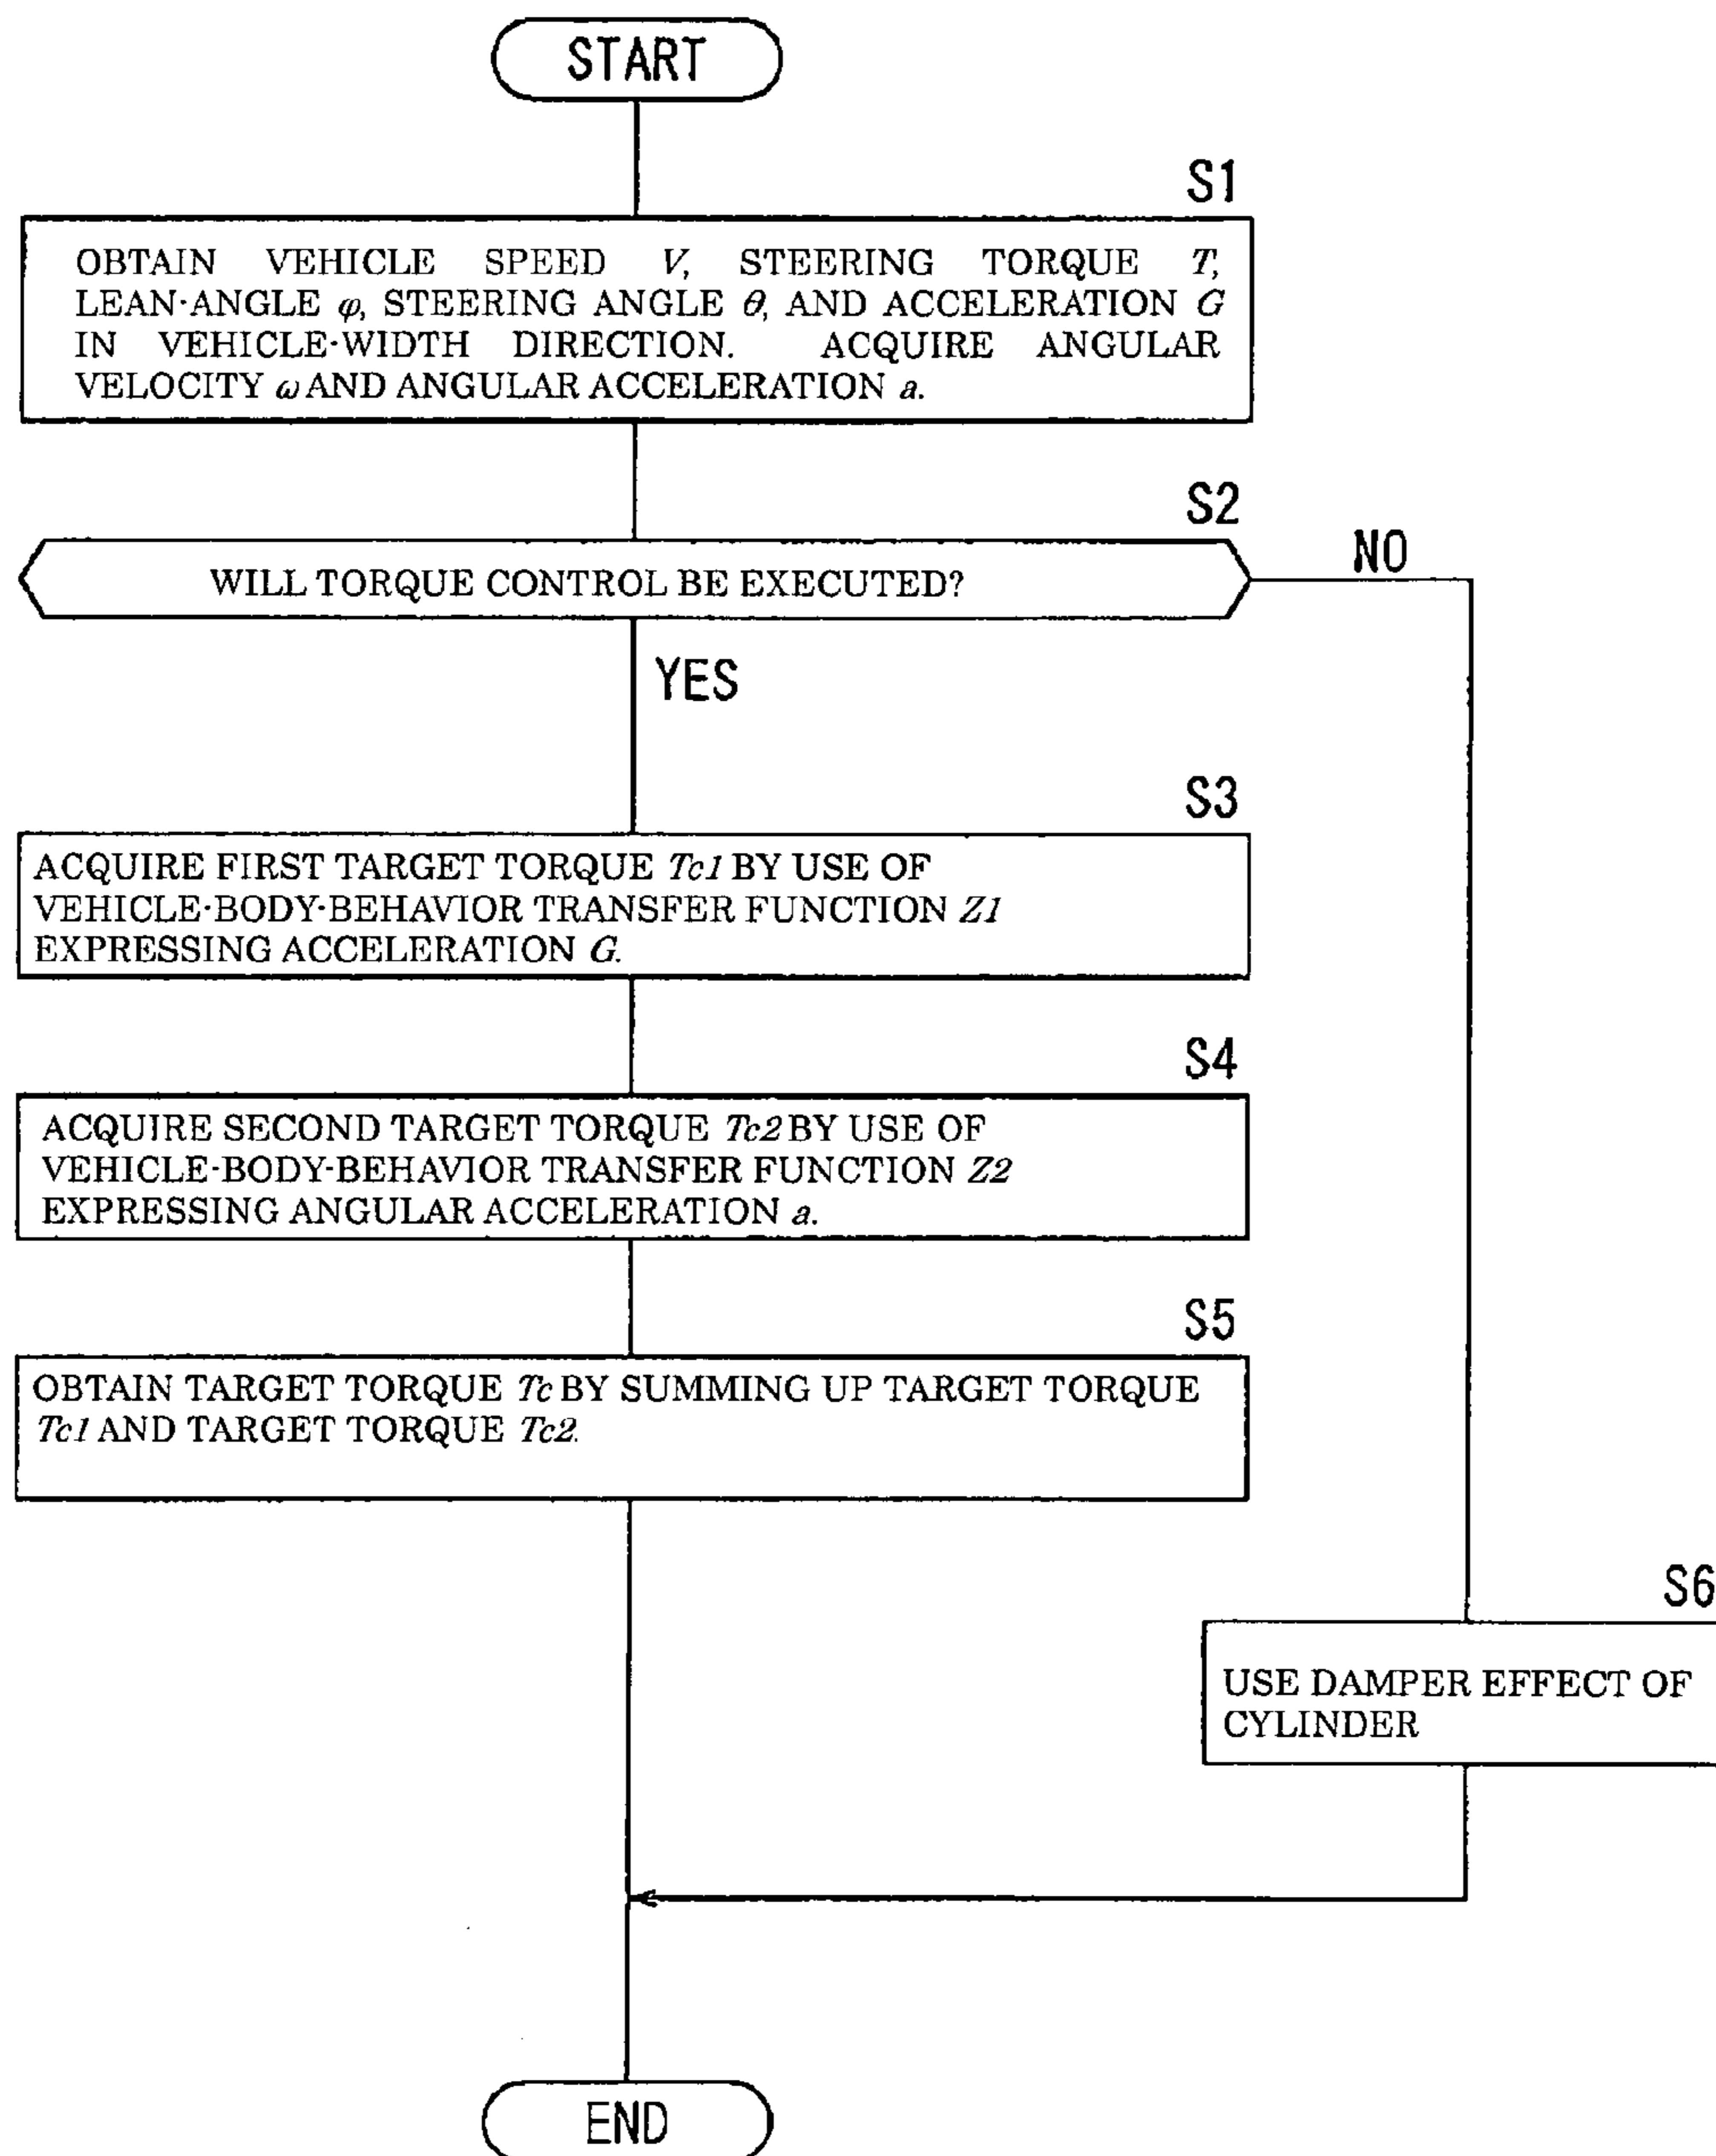 START
S1
OBTAIN VEHICLE SPEED V, STEERING TORQUE T,
LEAN-ANGLE φ, STEERING ANGLE θ, AND ACCELERATION G
IN VEHICLE-WIDTH DIRECTION. ACQUIRE ANGULAR
VELOCITY ω AND ANGULAR ACCELERATION a.
S2
WILL TORQUE CONTROL BE EXECUTED?
NO
YES
S3
ACQUIRE FIRST TARGET TORQUE Tc1 BY USE OF
VEHICLE-BODY-BEHAVIOR TRANSFER FUNCTION Z1
EXPRESSING ACCELERATION G.
S4
ACQUIRE SECOND TARGET TORQUE Tc2 BY USE OF
VEHICLE-BODY-BEHAVIOR TRANSFER FUNCTION Z2
EXPRESSING ANGULAR ACCELERATION a.
S5
OBTAIN TARGET TORQUE Tc BY SUMMING UP TARGET TORQUE
Tc1 AND TARGET TORQUE Tc2.
S6
USE DAMPER EFFECT OF
CYLINDER
END